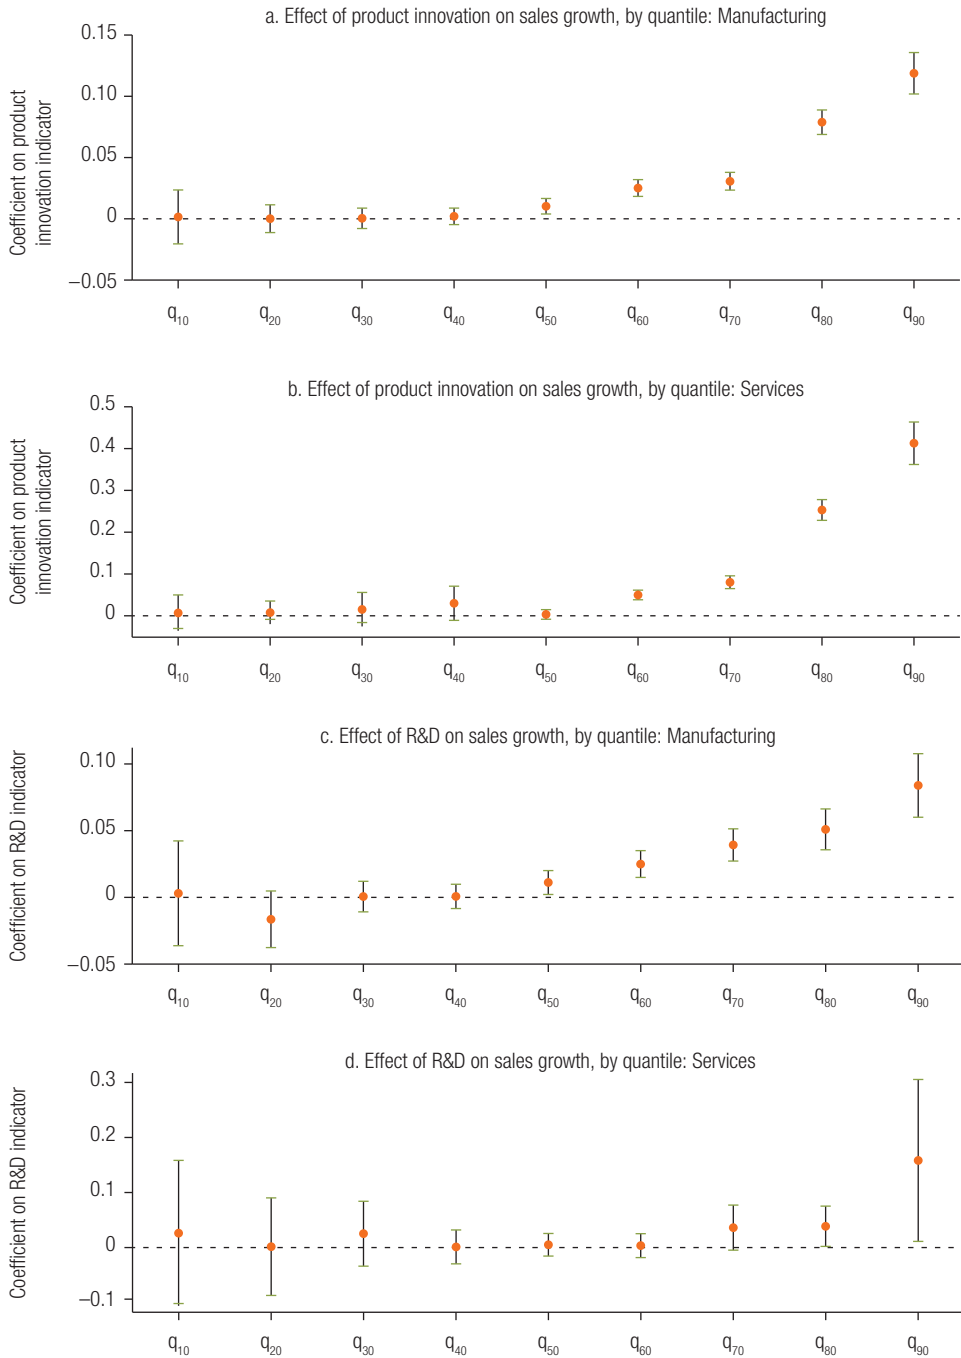 a. Effect of product innovation on sales growth, by quantile: Manufacturing
Coefficient on product
innovation indicator
0.15
0.10
0.05
0
−0.05
q10 q20 q30 q40 q50 q60 q70 q80 q90
b. Effect of product innovation on sales growth, by quantile: Services
Coefficient on product
innovation indicator
0.5
0.4
0.3
0.2
0.1
0
q10 q20 q30 q40 q50 q60 q70 q80 q90
c. Effect of R&D on sales growth, by quantile: Manufacturing
Coefficient on R&D indicator
0.10
0.05
0
−0.05
q10 q20 q30 q40 q50 q60 q70 q80 q90
d. Effect of R&D on sales growth, by quantile: Services
Coefficient on R&D indicator
0.3
0.2
0.1
0
−0.1
q10 q20 q30 q40 q50 q60 q70 q80 q90